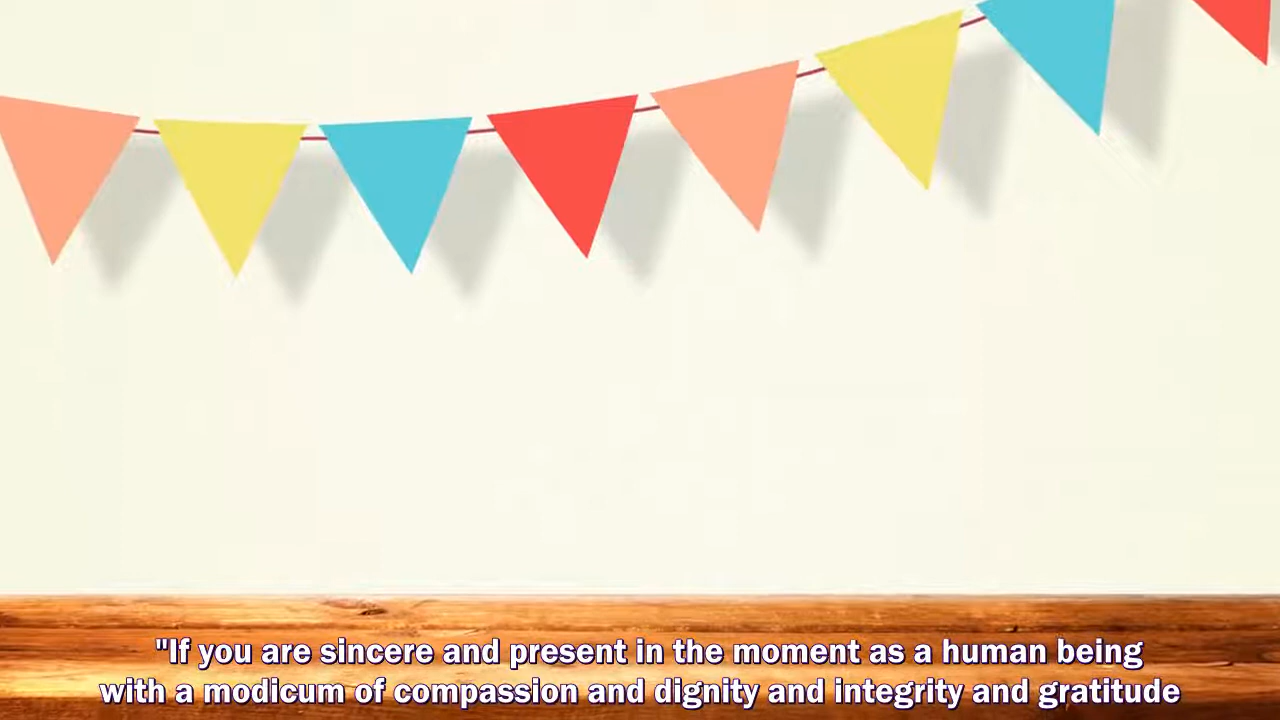 "If you are sincere and present in the moment as a human being
with a modicum of compassion and dignity and integrity and gratitude